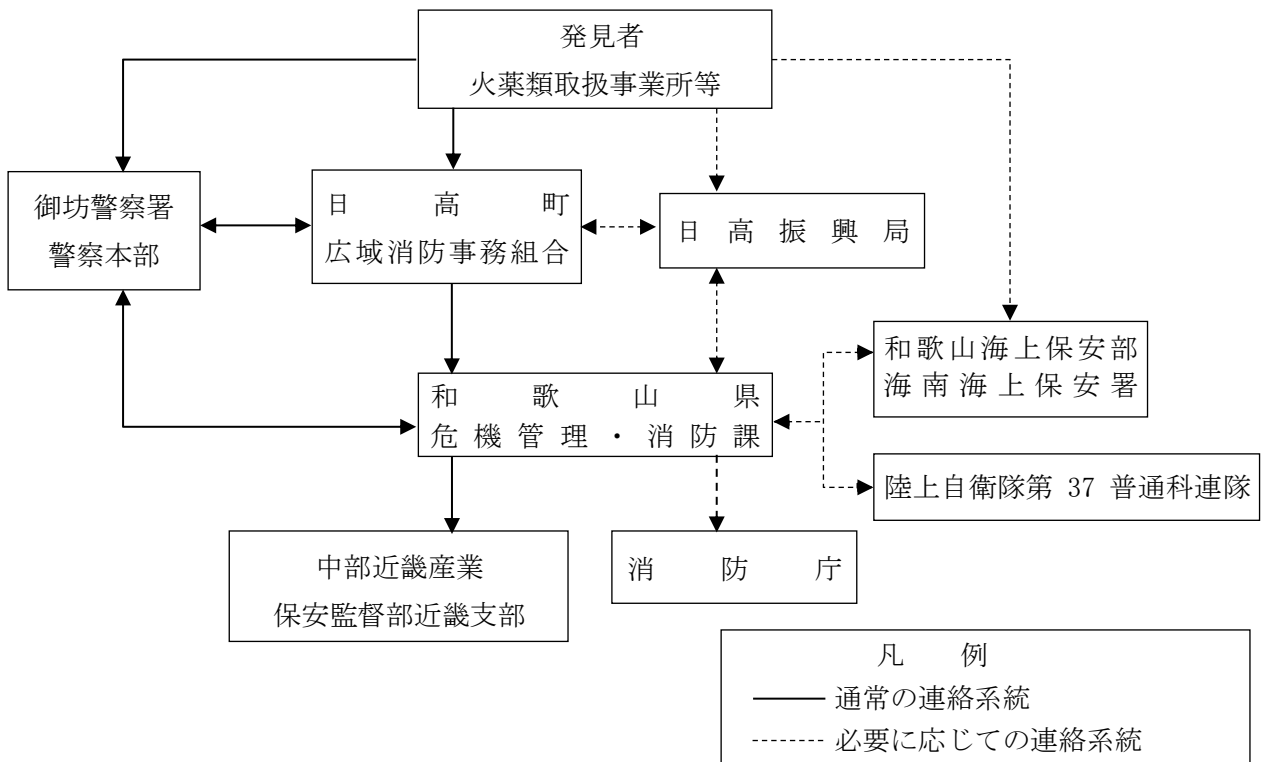 発見者
火薬類取扱事業所等
御坊警察署
警察本部
日高町
広域消防事務組合
日高振興局
和歌山海上保安部
海南海上保安署
和歌山県
危機管理・消防課
陸上自衛隊第 37 普通科連隊
中部近畿産業
保安監督部近畿支部
消防庁
凡例
通常の連絡系統
必要に応じての連絡系統